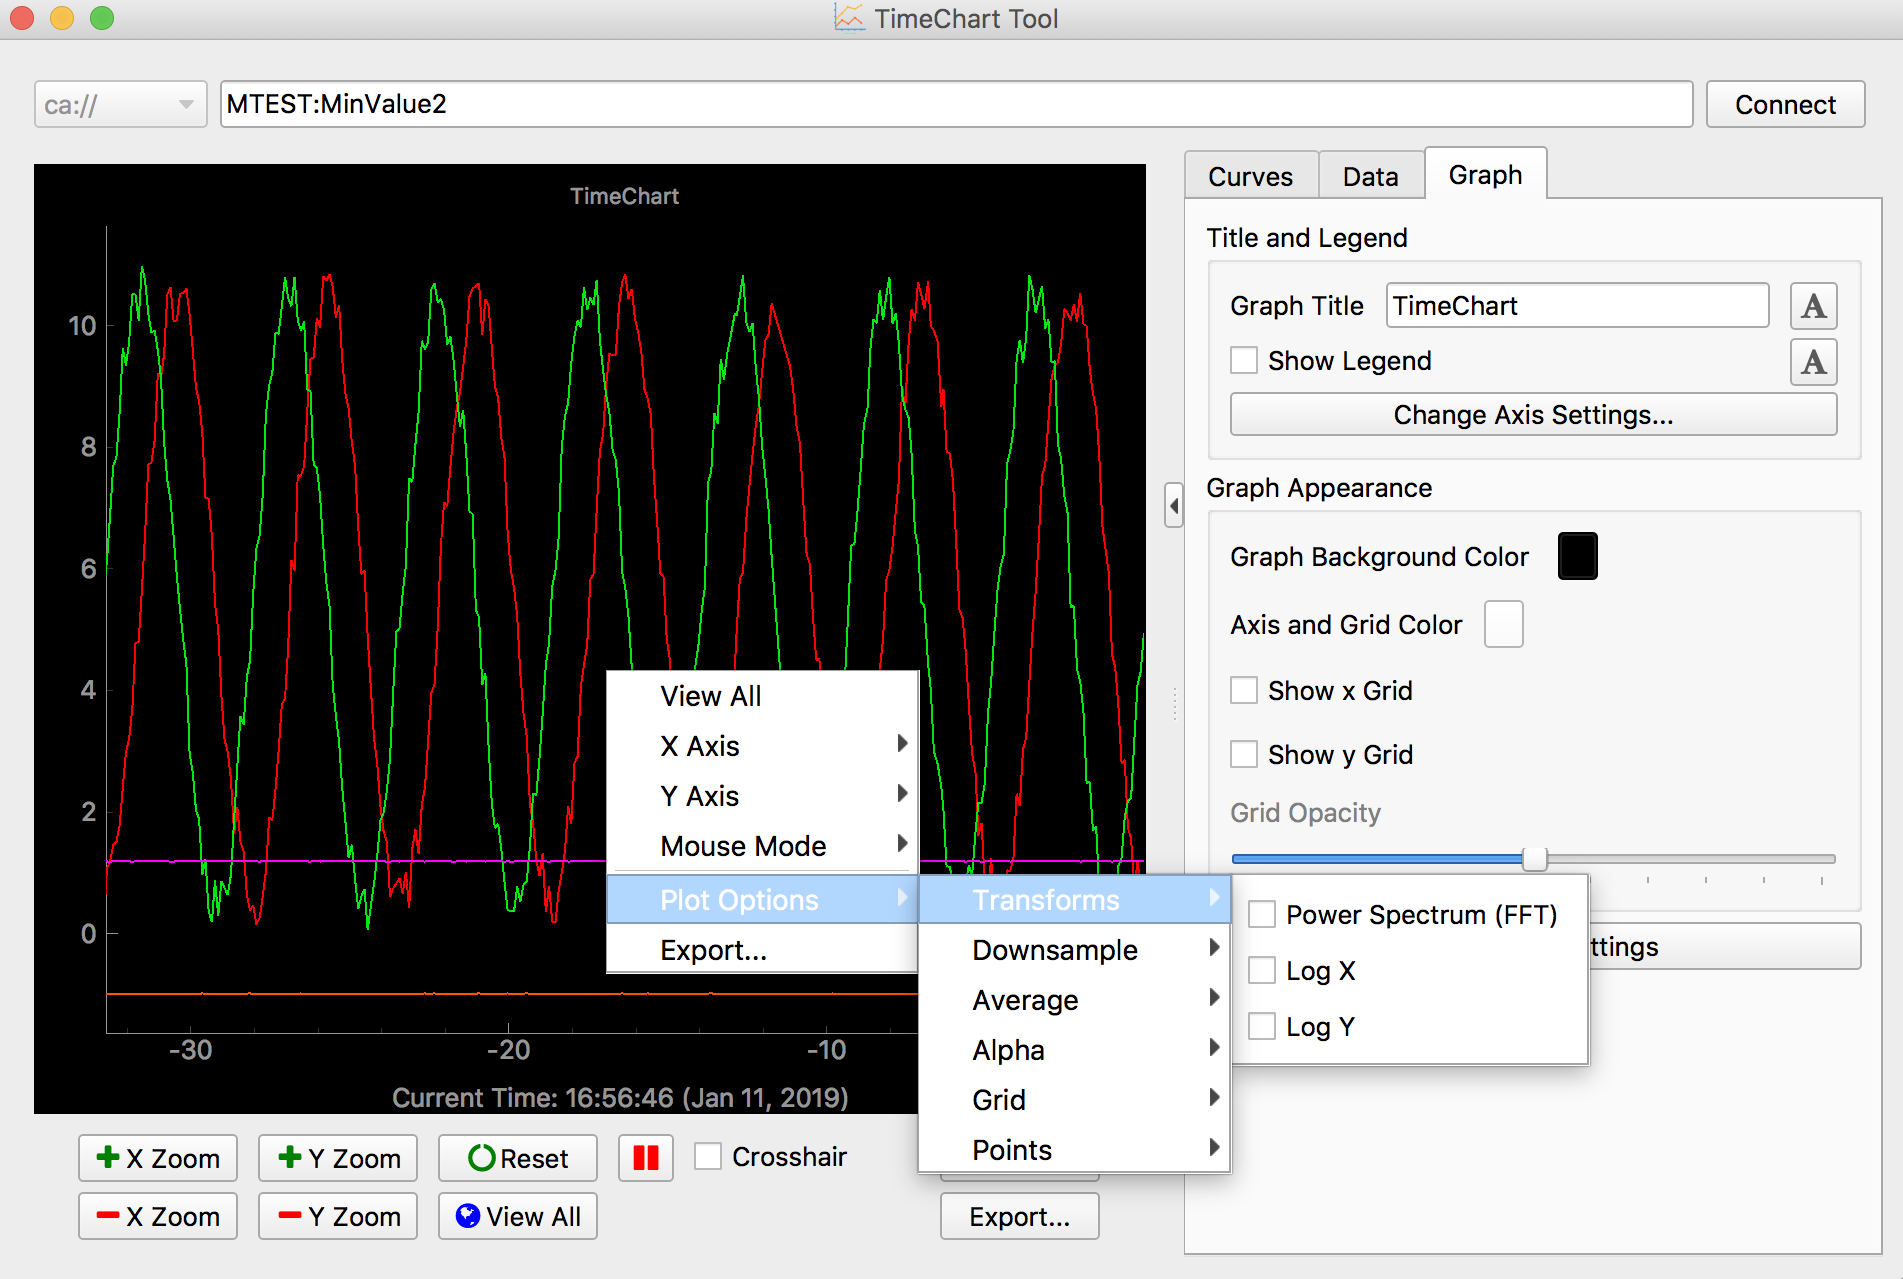 TimeChart Tool
ca://
MTEST:MinValue2
Connect
TimeChart
10
8
6
4
2
0
-30
-20
-10
Current Time: 16:56:46 (Jan 11, 2019)
View All
X Axis
Y Axis
Mouse Mode
Plot Options
Export...
Transforms
Downsample
Average
Alpha
Grid
Points
Power Spectrum (FFT)
Log X
Log Y
X Zoom
Y Zoom
Reset
Crosshair
X Zoom
Y Zoom
View All
Export...
Curves
Data
Graph
Title and Legend
Graph Title
TimeChart
A
Show Legend
A
Change Axis Settings...
Graph Appearance
Graph Background Color
Axis and Grid Color
Show x Grid
Show y Grid
Grid Opacity
ttings